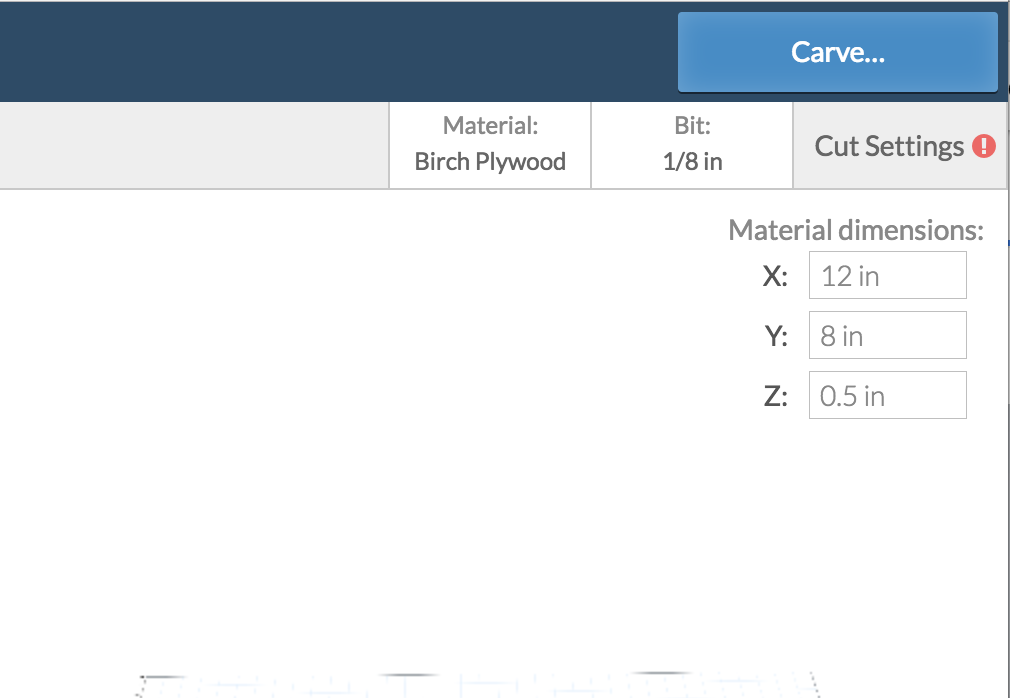 Carve...
Material:
Birch Plywood
Bit:
1/8 in
Cut Settings !
Material dimensions:
X: 12 in
Y: 8 in
Z: 0.5 in